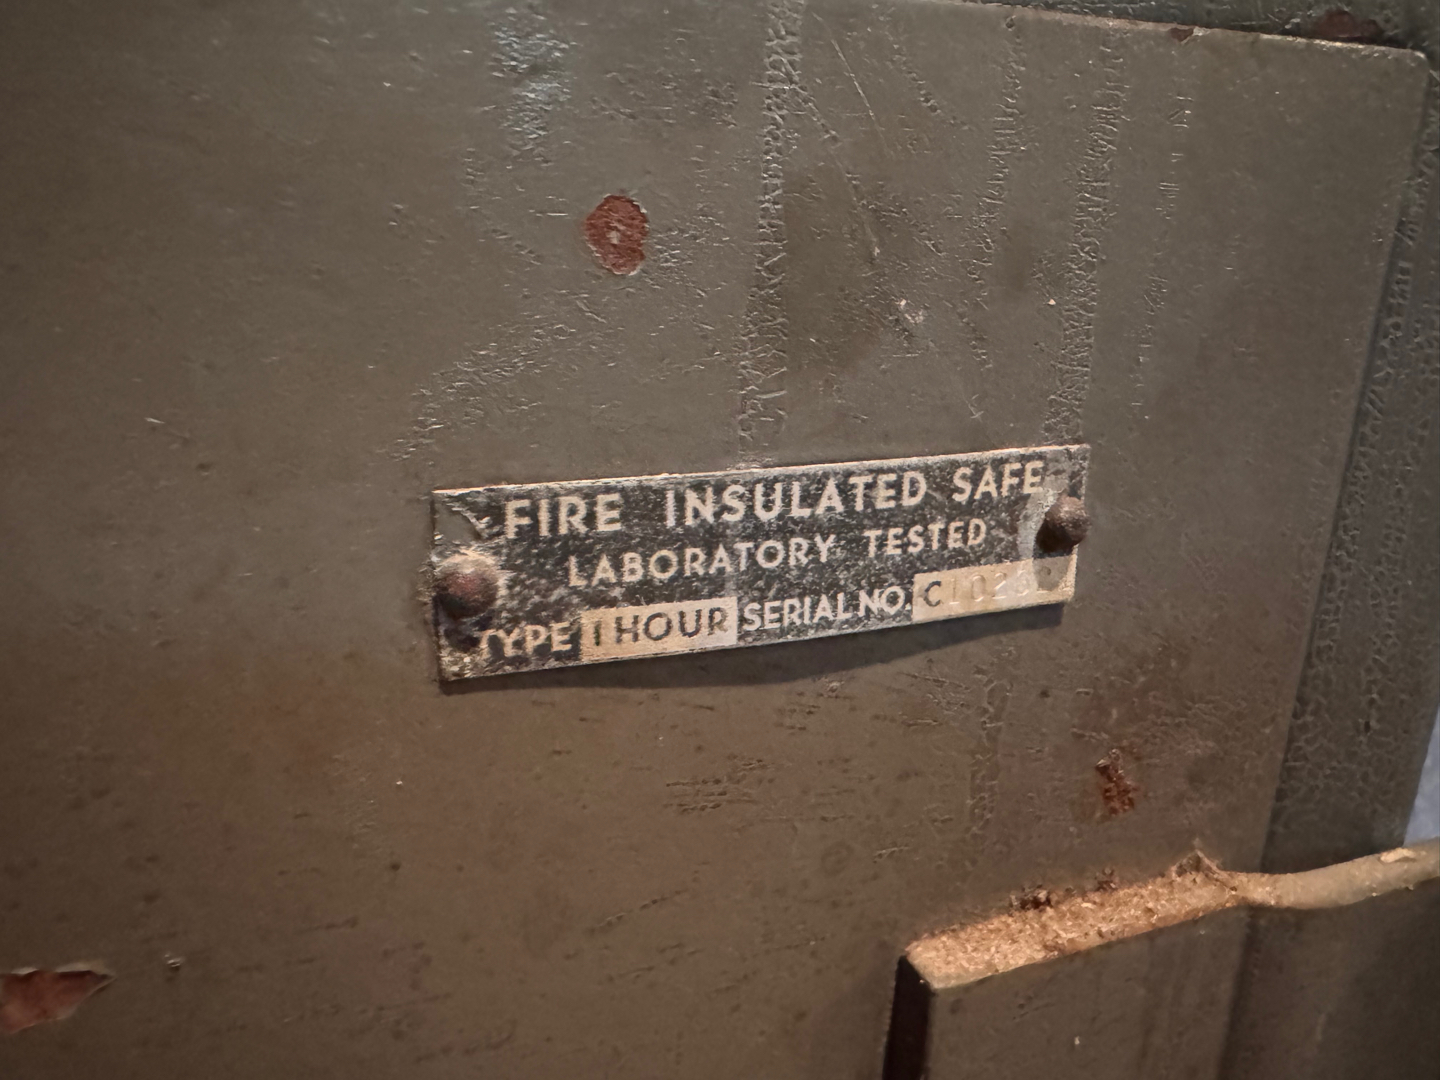 FIRE INSULATED SAFE
LABORATORY TESTED
TYPE 1 HOUR SERIAL NO.